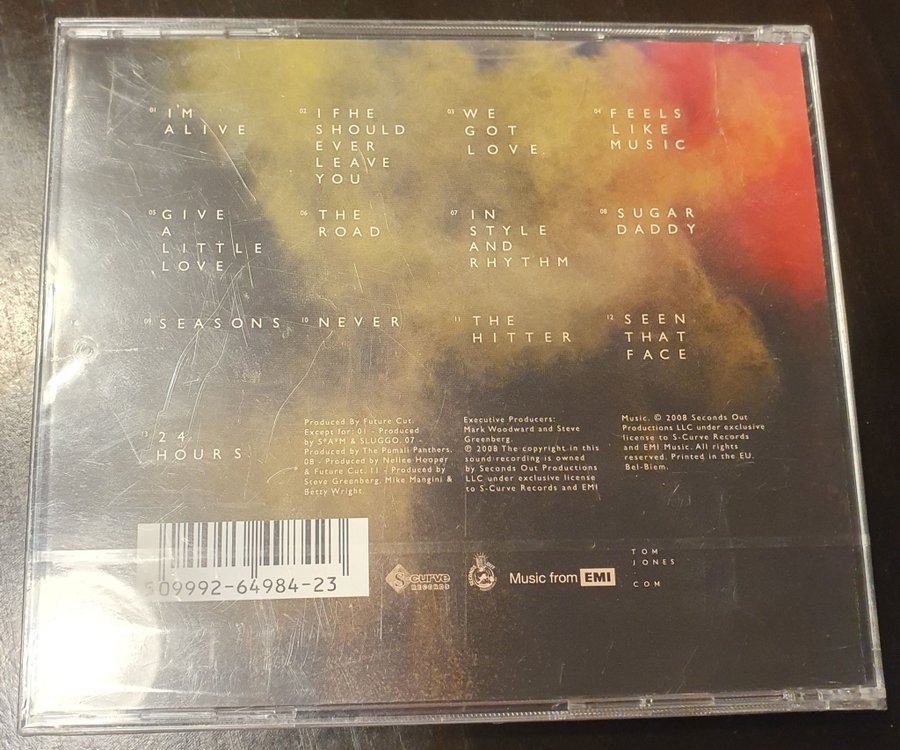 01 I'M
ALIVE
02 IF HE
SHOULD
EVER
LEAVE
YOU
03 WE
GOT
LOVE
04 FEELS
LIKE
MUSIC
05 GIVE
A
LITTLE
LOVE
06 THE
ROAD
07 IN
STYLE
AND
RHYTHM
08 SUGAR
DADDY
09 SEASONS
10 NEVER
11 THE
HITTER
12 SEEN
THAT
FACE
13 24
HOURS
Produced By Future Cut.
Except for: 01 - Produced
by S*A*M & SLUGGO. 07 -
Produced by The Pomali Panthers.
08 - Produced by Nellee Hooper
& Future Cut. 11 - Produced by
Steve Greenberg, Mike Mangini &
Betty Wright.
Executive Producers:
Mark Woodward and Steve
Greenberg.
℗ 2008 The copyright in this
sound recording is owned
by Seconds Out Productions
LLC under exclusive license
to S-Curve Records and EMI
Music. © 2008 Seconds Out
Productions LLC under exclusive
license to S-Curve Records
and EMI Music. All rights
reserved. Printed in the EU.
Bel-Biem.
5 09992-64984-23
S-curve
RECORDS
Music from EMI
TOM
JONES
.
COM